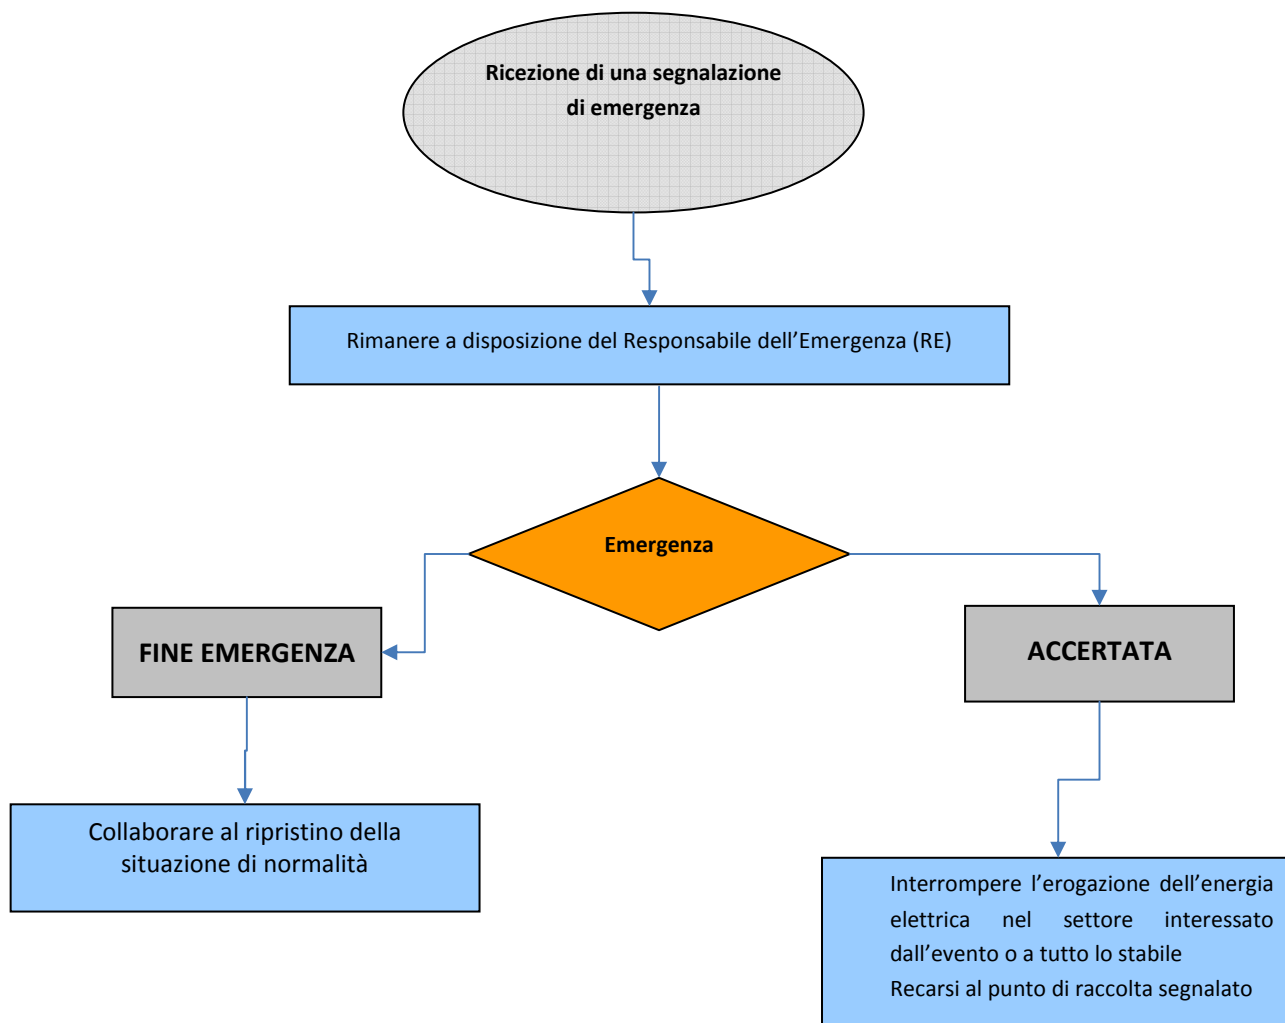 Ricezione di una segnalazione
di emergenza
Rimanere a disposizione del Responsabile dell’Emergenza (RE)
Emergenza
FINE EMERGENZA
ACCERTATA
Collaborare al ripristino della
situazione di normalità
Interrompere l’erogazione dell’energia
elettrica nel settore interessato
dall’evento o a tutto lo stabile
Recarsi al punto di raccolta segnalato